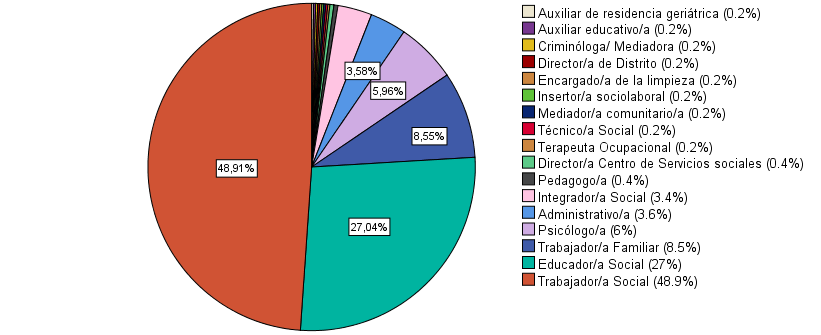 3,58%
5,96%
8,55%
48,91%
27,04%
Auxiliar de residencia geriátrica (0.2%)
Auxiliar educativo/a (0.2%)
Criminóloga/ Mediadora (0.2%)
Director/a de Distrito (0.2%)
Encargado/a de la limpieza (0.2%)
Insertor/a sociolaboral (0.2%)
Mediador/a comunitario/a (0.2%)
Técnico/a Social (0.2%)
Terapeuta Ocupacional (0.2%)
Director/a Centro de Servicios sociales (0.4%)
Pedagogo/a (0.4%)
Integrador/a Social (3.4%)
Administrativo/a (3.6%)
Psicólogo/a (6%)
Trabajador/a Familiar (8.5%)
Educador/a Social (27%)
Trabajador/a Social (48.9%)